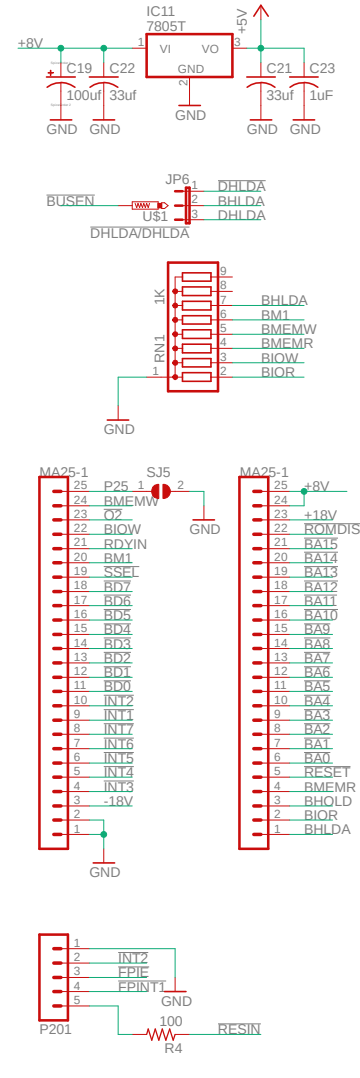 IC11
7805T
+5V
+8V
1
VI
VO
3
GND
2
C19
C22
100uf
33uf
C21
C23
33uf
1uF
GND
GND
GND
GND
GND
JP6
1
DHLDA
BUSEN
2
BHLDA
U$1
3
DHLDA
DHLDA/DHLDA
1K
RN1
9
8
7 BHLDA
6 BM1
5 BMEMW
4 BMEMR
3 BIOW
1
2 BIOR
GND
MA25-1
25 P25
1
SJ5
2
GND
24 BMEMW
23 O2
22 BIOW
21 RDYIN
20 BM1
19 SSEL
18 BD7
17 BD6
16 BD5
15 BD4
14 BD3
13 BD2
12 BD1
11 BD0
10 INT2
9 INT1
8 INT7
7 INT6
6 INT5
5 INT4
4 INT3
3 -18V
2
1
GND
MA25-1
25 +8V
24
23 +18V
22 ROMDIS
21 BA15
20 BA14
19 BA13
18 BA12
17 BA11
16 BA10
15 BA9
14 BA8
13 BA7
12 BA6
11 BA5
10 BA4
9 BA3
8 BA2
7 BA1
6 BA0
5 RESET
4 BMEMR
3 BHOLD
2 BIOR
1 BHLDA
1
2 INT2
3 FPIE
4 FPINT1
5
GND
P201
100
R4
RESIN